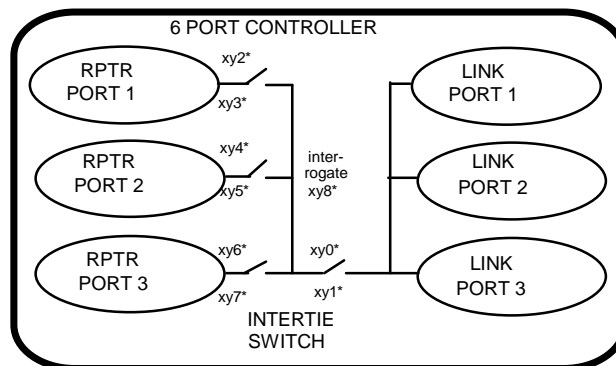 6 PORT CONTROLLER
RPTR
PORT 1
xy2*
xy3*
LINK
PORT 1
RPTR
PORT 2
xy4*
xy5*
inter-
rogate
xy8*
LINK
PORT 2
RPTR
PORT 3
xy6*
xy7*
xy0*
xy1*
LINK
PORT 3
INTERTIE
SWITCH